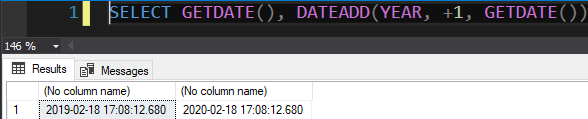 1 SELECT GETDATE(), DATEADD(YEAR, +1, GETDATE())
146 %
Results Messages
(No column name) (No column name)
1 2019-02-18 17:08:12.680 2020-02-18 17:08:12.680